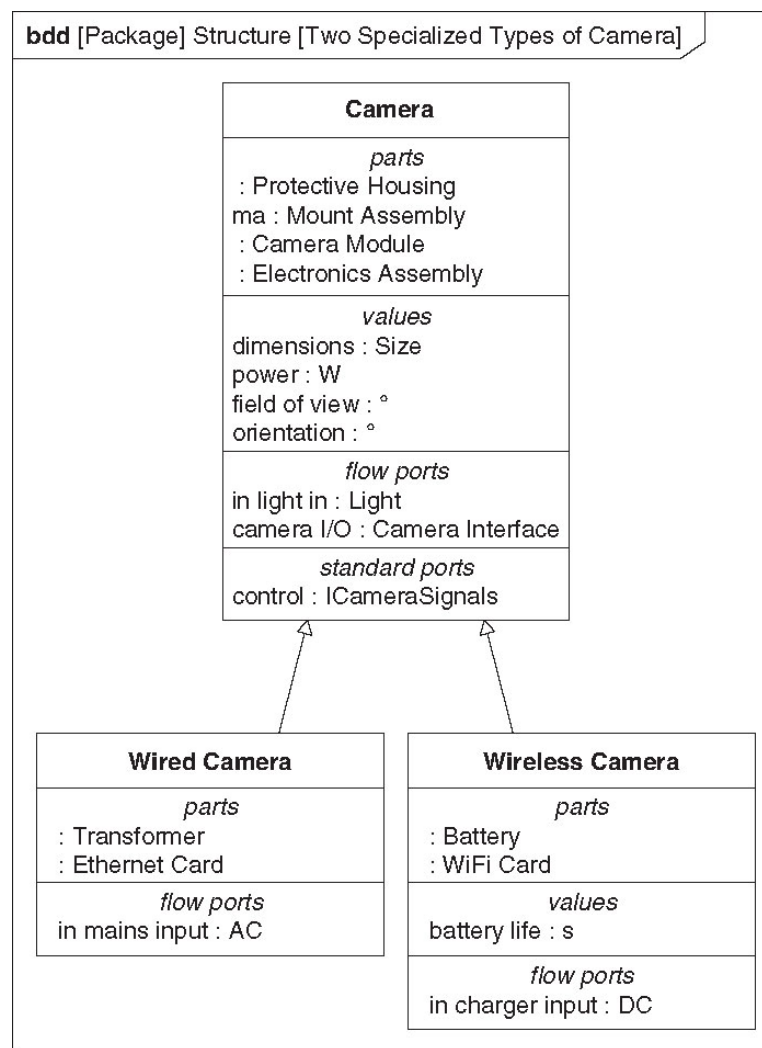 bdd [Package] Structure [Two Specialized Types of Camera]
Camera
parts
: Protective Housing
ma : Mount Assembly
: Camera Module
: Electronics Assembly
values
dimensions : Size
power : W
field of view : °
orientation : °
flow ports
in light in : Light
camera I/O : Camera Interface
standard ports
control : ICameraSignals
Wired Camera
parts
: Transformer
: Ethernet Card
flow ports
in mains input : AC
Wireless Camera
parts
: Battery
: WiFi Card
values
battery life : s
flow ports
in charger input : DC